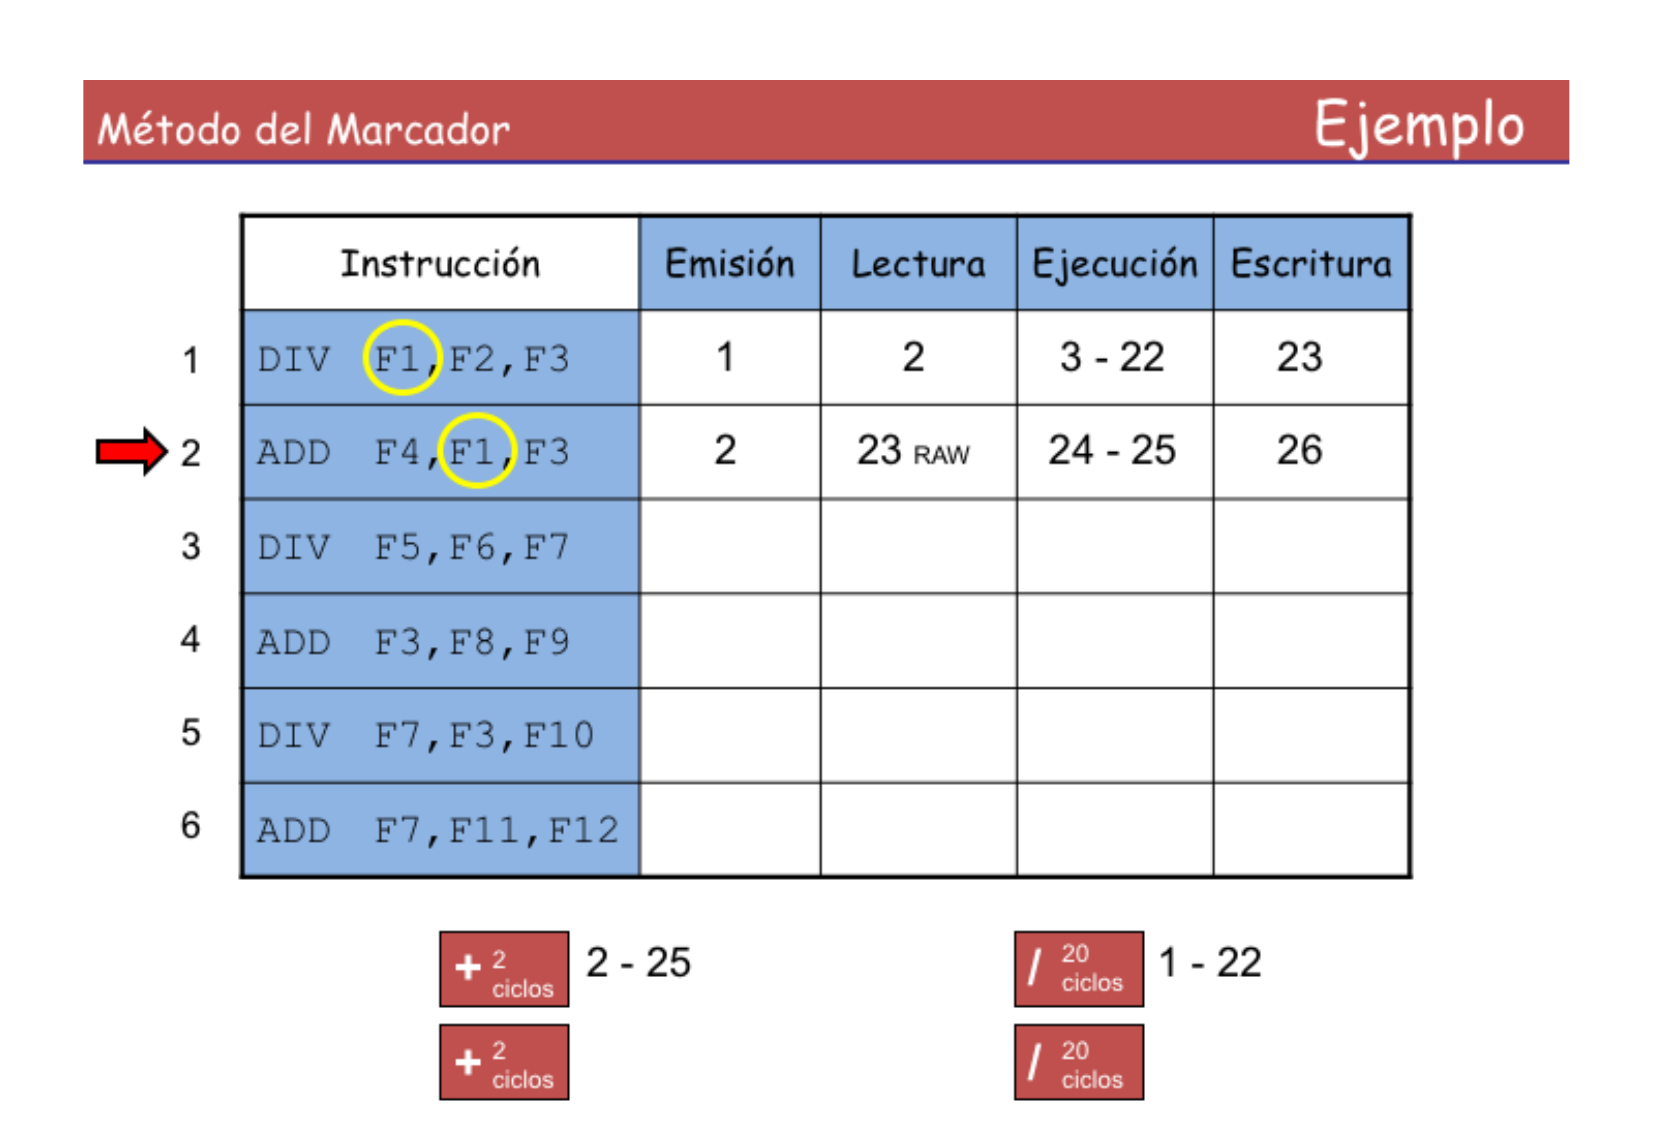 Método del Marcador Ejemplo
Instrucción Emisión Lectura Ejecución Escritura
1 DIV F1,F2,F3 1 2 3 - 22 23
2 ADD F4,F1,F3 2 23 RAW 24 - 25 26
3 DIV F5,F6,F7
4 ADD F3,F8,F9
5 DIV F7,F3,F10
6 ADD F7,F11,F12
+ 2 ciclos 2 - 25 / 20 ciclos 1 - 22
+ 2 ciclos / 20 ciclos